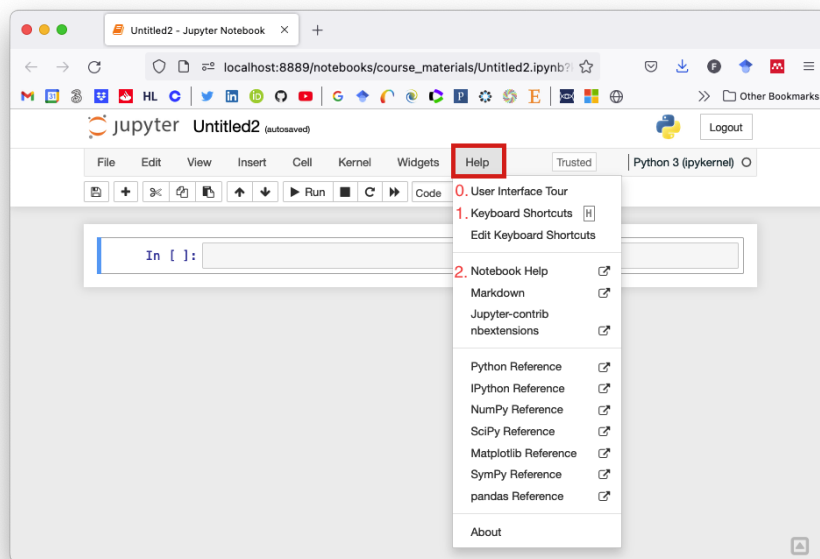 Untitled2 - Jupyter Notebook
localhost:8889/notebooks/course_materials/Untitled2.ipynb?
HL
Other Bookmarks
jupyter Untitled2 (autosaved)
Logout
File Edit View Insert Cell Kernel Widgets Help Trusted Python 3 (ipykernel)
Run Code
0. User Interface Tour
1. Keyboard Shortcuts H
Edit Keyboard Shortcuts
In [ ]:
2. Notebook Help
Markdown
Jupyter-contrib
nbextensions
Python Reference
IPython Reference
NumPy Reference
SciPy Reference
Matplotlib Reference
SymPy Reference
pandas Reference
About